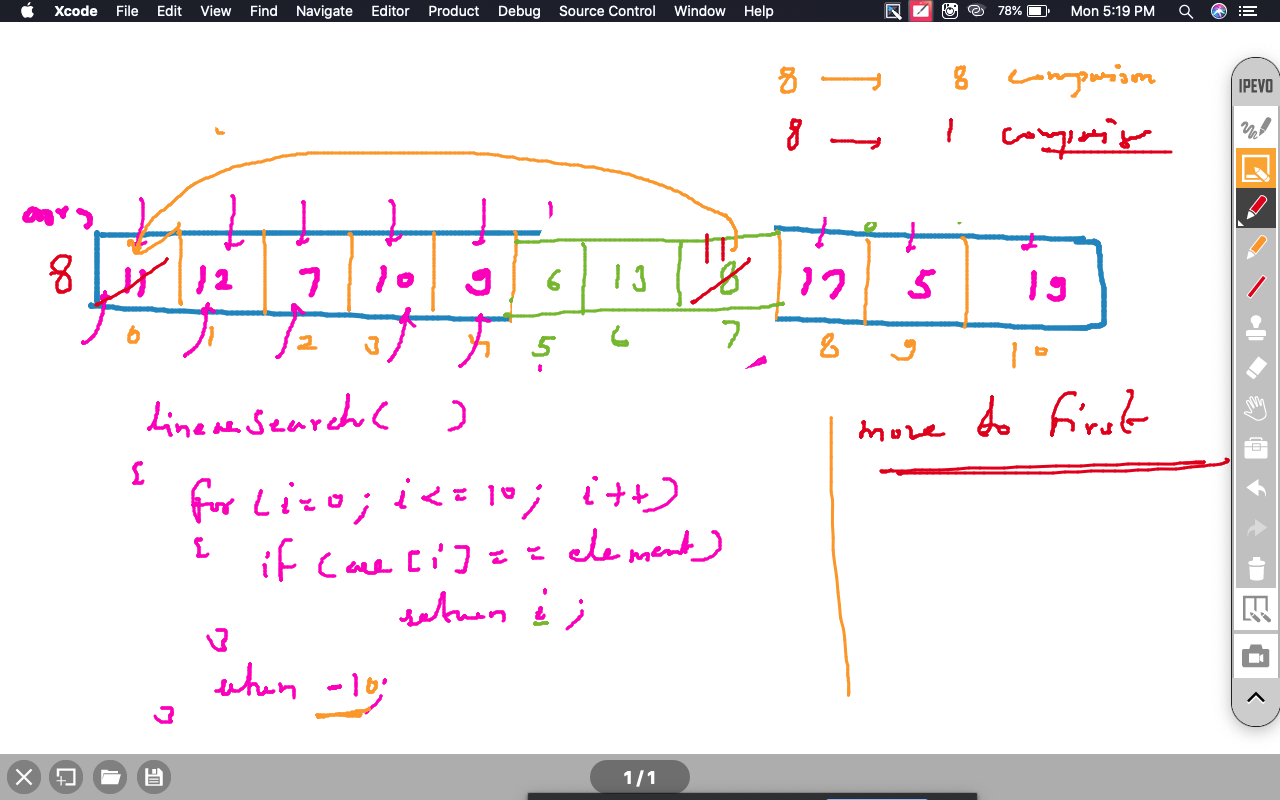 Xcode File Edit View Find Navigate Editor Product Debug Source Control Window Help 78% Mon 5:19 PM
IPEVO
8 → 8 comparison
8 → 1 comparison
arr
8 11 12 7 10 9 6 13 8 11 17 5 19
0 1 2 3 4 5 6 7 8 9 10
linearSearch( )
{
for (i=0; i<=10; i++)
{ if (arr[i] == element)
return i;
}
return -10;
}
move to first
1/1